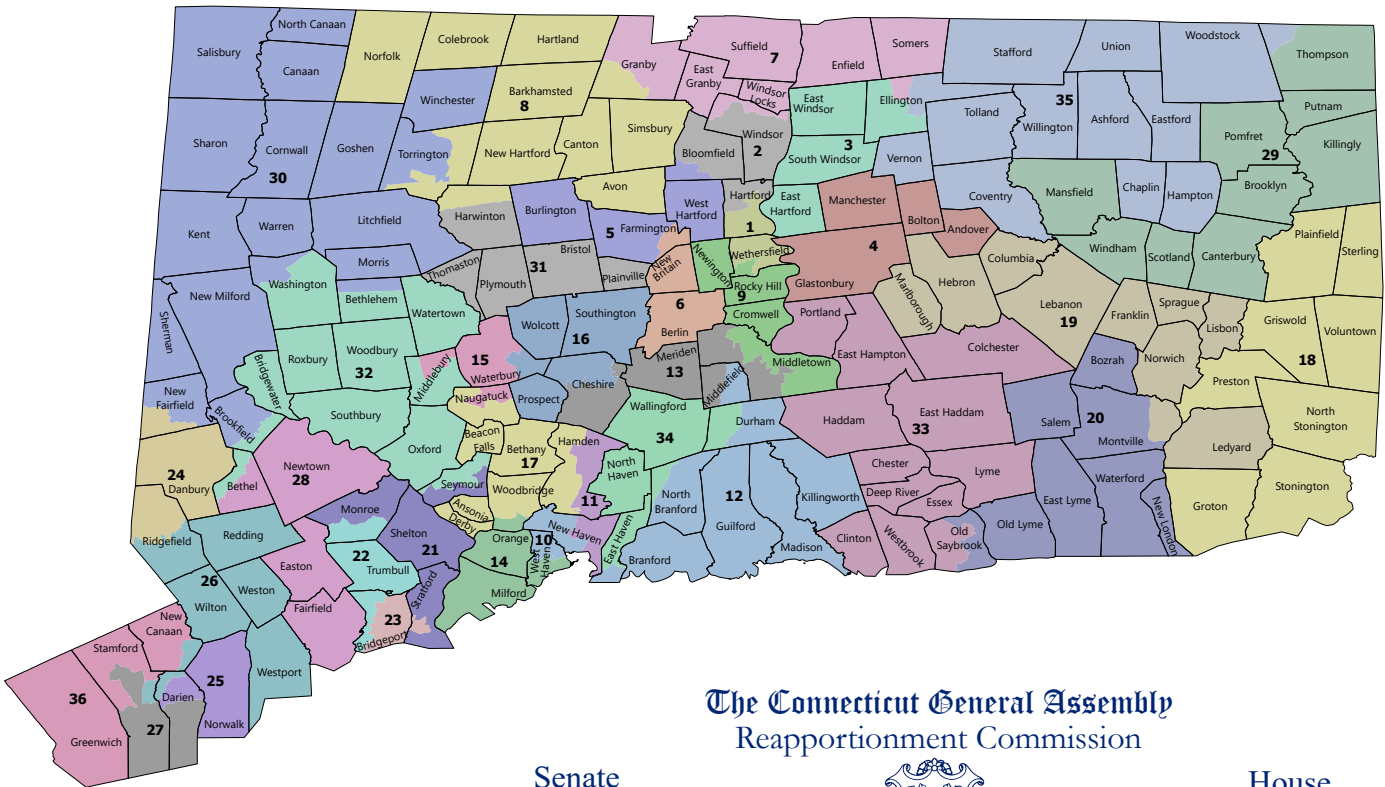 North Canaan
Salisbury
Canaan
Norfolk
Colebrook
Hartland
Granby
Suffield
7
East
Granby
Windsor
Locks
Enfield
Somers
Stafford
Union
Woodstock
Thompson
Winchester
Barkhamsted
8
East
Windsor
Ellington
Tolland
35
Willington
Ashford
Eastford
Putnam
Pomfret
29
Killingly
Sharon
Cornwall
30
Goshen
Torrington
New Hartford
Canton
Simsbury
Bloomfield
Windsor
2
3
South Windsor
Vernon
Coventry
Mansfield
Chaplin
Hampton
Brooklyn
Kent
Warren
Litchfield
Harwinton
Burlington
Avon
5
Farmington
West
Hartford
Hartford
1
East
Hartford
Manchester
Bolton
Andover
Columbia
Windham
Scotland
Canterbury
Plainfield
Sterling
Morris
Thomaston
Plymouth
31
Bristol
Plainville
New
Britain
Newington
Wethersfield
Rocky Hill
9
Cromwell
4
Glastonbury
Marlborough
Hebron
Lebanon
19
Franklin
Sprague
Lisbon
Griswold
Voluntown
18
New Milford
Sherman
Washington
Bethlehem
Watertown
Wolcott
Southington
16
6
Berlin
Portland
East Hampton
Colchester
Bozrah
Norwich
Preston
North
Stonington
Bridgewater
Roxbury
Woodbury
32
Middlebury
15
Waterbury
Cheshire
Meriden
13
Middlefield
Middletown
New
Fairfield
Brookfield
Southbury
Naugatuck
Prospect
Wallingford
34
Durham
Haddam
East Haddam
33
Salem
20
Montville
Ledyard
24
Danbury
Bethel
Newtown
28
Oxford
Beacon
Falls
Bethany
17
Hamden
North
Haven
Chester
Lyme
Waterford
Groton
Stonington
Seymour
Woodbridge
11
North
Branford
12
Guilford
Killingworth
Deep River
Essex
East Lyme
New London
Ridgefield
Redding
Monroe
Shelton
21
Ansonia
Derby
Orange
14
10
New Haven
West
Haven
East Haven
Branford
Madison
Clinton
Westbrook
Old
Saybrook
Old Lyme
26
Wilton
Weston
Easton
22
Trumbull
Stratford
Milford
Fairfield
23
Bridgeport
New
Canaan
Stamford
36
Greenwich
27
Darien
25
Norwalk
Westport
The Connecticut General Assembly
Reapportionment Commission
Senate
House